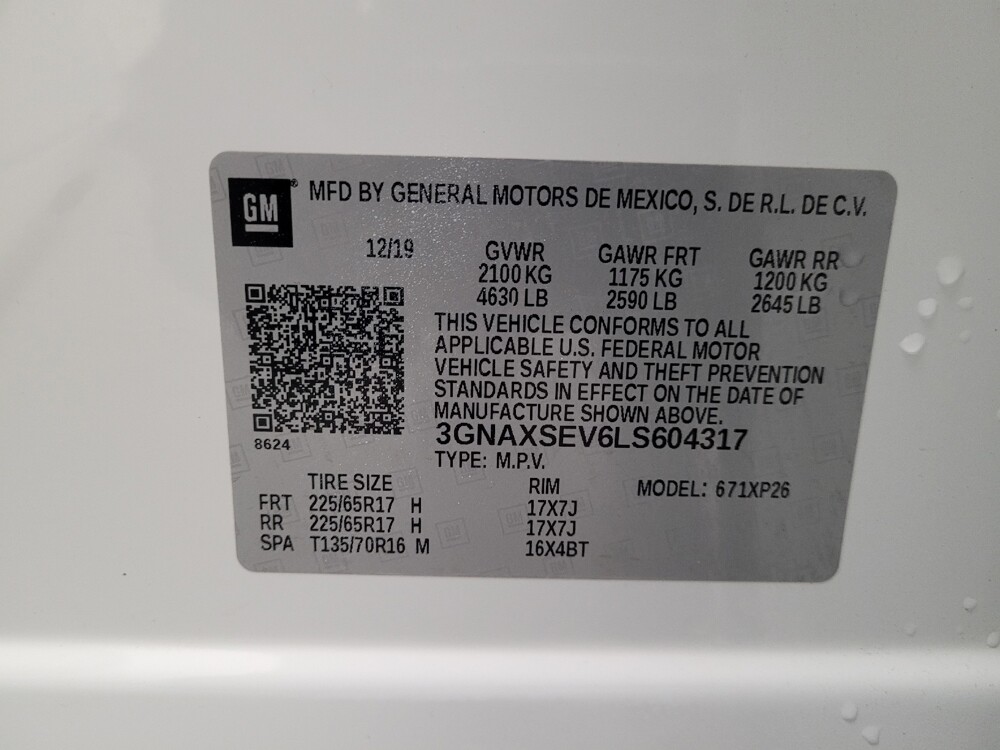 GM® MFD BY GENERAL MOTORS DE MEXICO, S. DE R.L. DE C.V.
12/19 GVWR GAWR FRT GAWR RR
2100 KG 1175 KG 1200 KG
4630 LB 2590 LB 2645 LB
THIS VEHICLE CONFORMS TO ALL
APPLICABLE U.S. FEDERAL MOTOR
VEHICLE SAFETY AND THEFT PREVENTION
STANDARDS IN EFFECT ON THE DATE OF
MANUFACTURE SHOWN ABOVE.
8624 3GNAXSEV6LS604317
TYPE: M.P.V.
TIRE SIZE RIM MODEL: 671XP26
FRT 225/65R17 H 17X7J
RR 225/65R17 H 17X7J
SPA T135/70R16 M 16X4BT